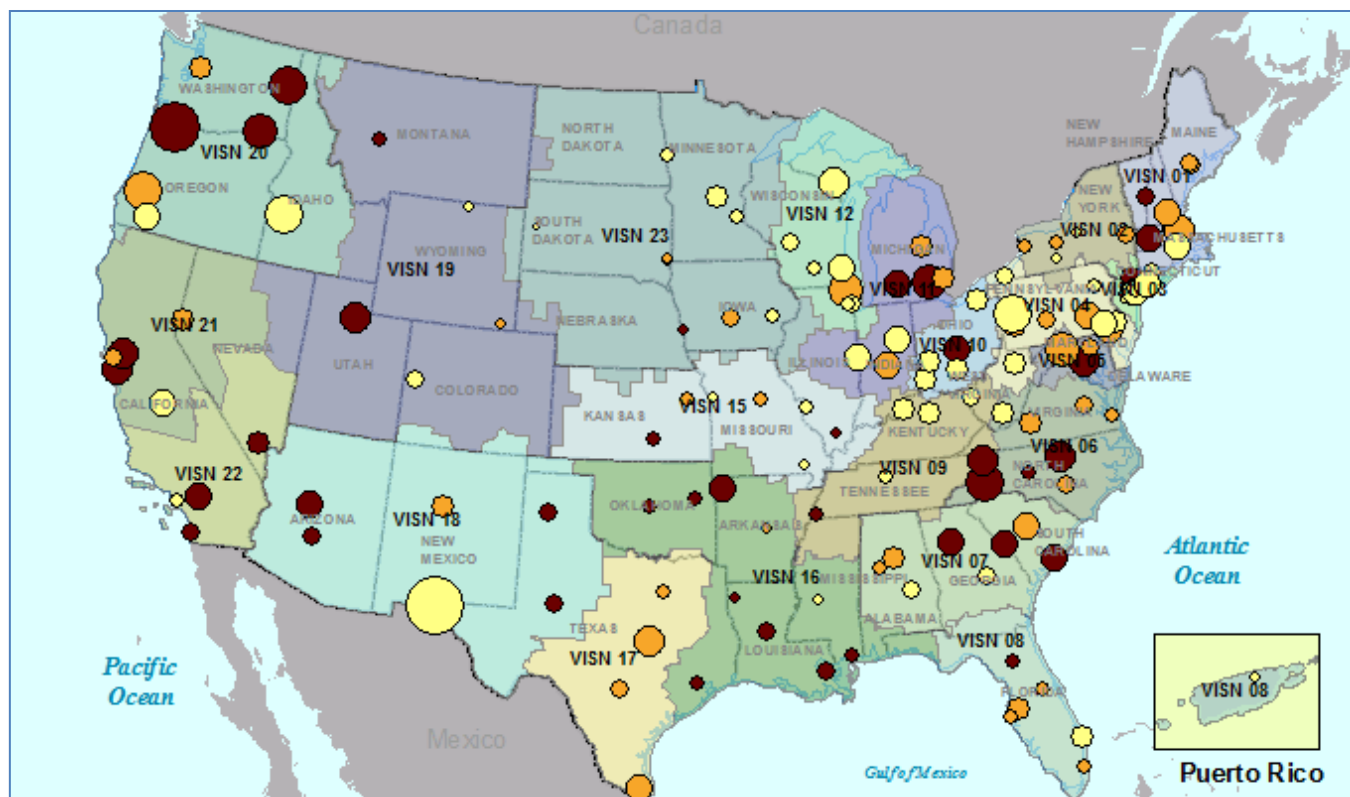 Canada
WASHINGTON
MONTANA
NORTH
DAKOTA
MINNESOTA
NEW
HAMPSHIRE
MAINE
VISN 20
VISN 01
OREGON
IDAHO
WISCONSIN
NEW
YORK
VISN 12
SOUTH
DAKOTA
VISN 23
VISN 02
MASSACHUSETTS
WYOMING
MICHIGAN
VISN 19
CONNECTICUT
VISN 11
PENNSYLVANIA
VISN 03
VISN 04
IOWA
NEBRASKA
VISN 21
NEVADA
OHIO
VISN 10
MARYLAND
UTAH
ILLINOIS
INDIANA
VISN 05
WEST
VIRGINIA
DELAWARE
COLORADO
CALIFORNIA
VISN 15
KANSAS
MISSOURI
VIRGINIA
KENTUCKY
VISN 06
VISN 09
NORTH
CAROLINA
VISN 22
TENNESSEE
OKLAHOMA
ARIZONA
VISN 18
ARKANSAS
NEW
MEXICO
SOUTH
CAROLINA
Atlantic
Ocean
VISN 07
VISN 16
MISSISSIPPI
GEORGIA
ALABAMA
TEXAS
VISN 08
LOUISIANA
VISN 17
Pacific
Ocean
FLORIDA
VISN 08
Mexico
Gulf of Mexico
Puerto Rico